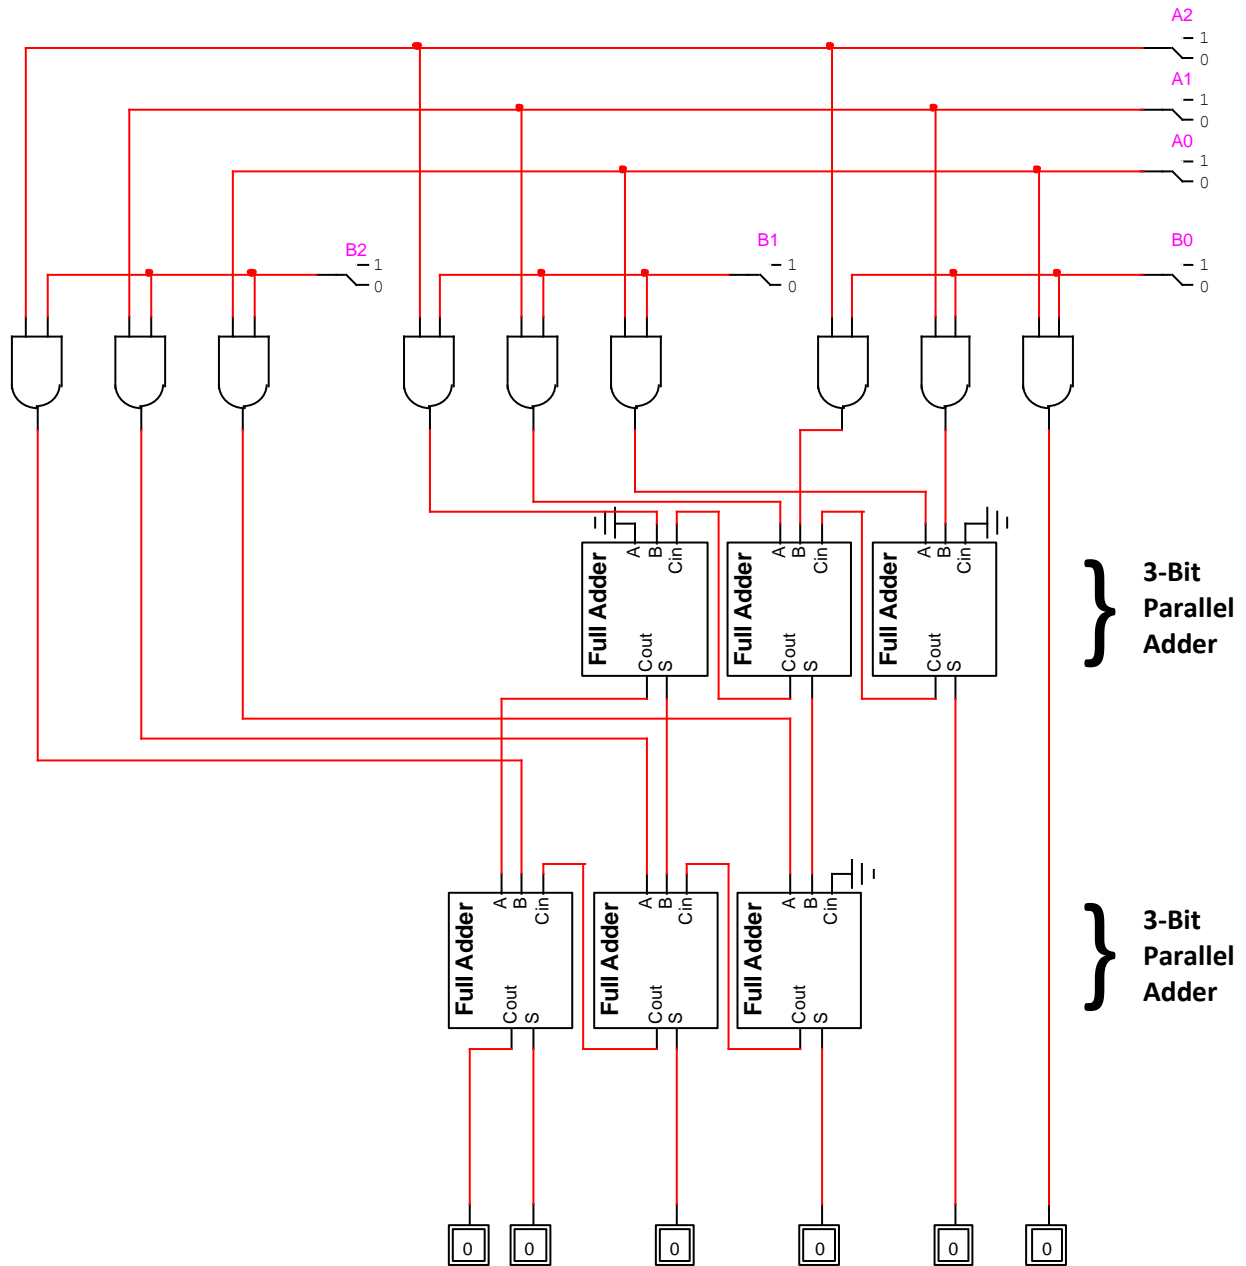 A2
1
0
A1
1
0
A0
1
0
B2
1
0
B1
1
0
B0
1
0
A B Cin
Full Adder
Cout S
A B Cin
Full Adder
Cout S
A B Cin
Full Adder
Cout S
} 3-Bit
Parallel
Adder
A B Cin
Full Adder
Cout S
A B Cin
Full Adder
Cout S
A B Cin
Full Adder
Cout S
} 3-Bit
Parallel
Adder
0 0 0 0 0 0